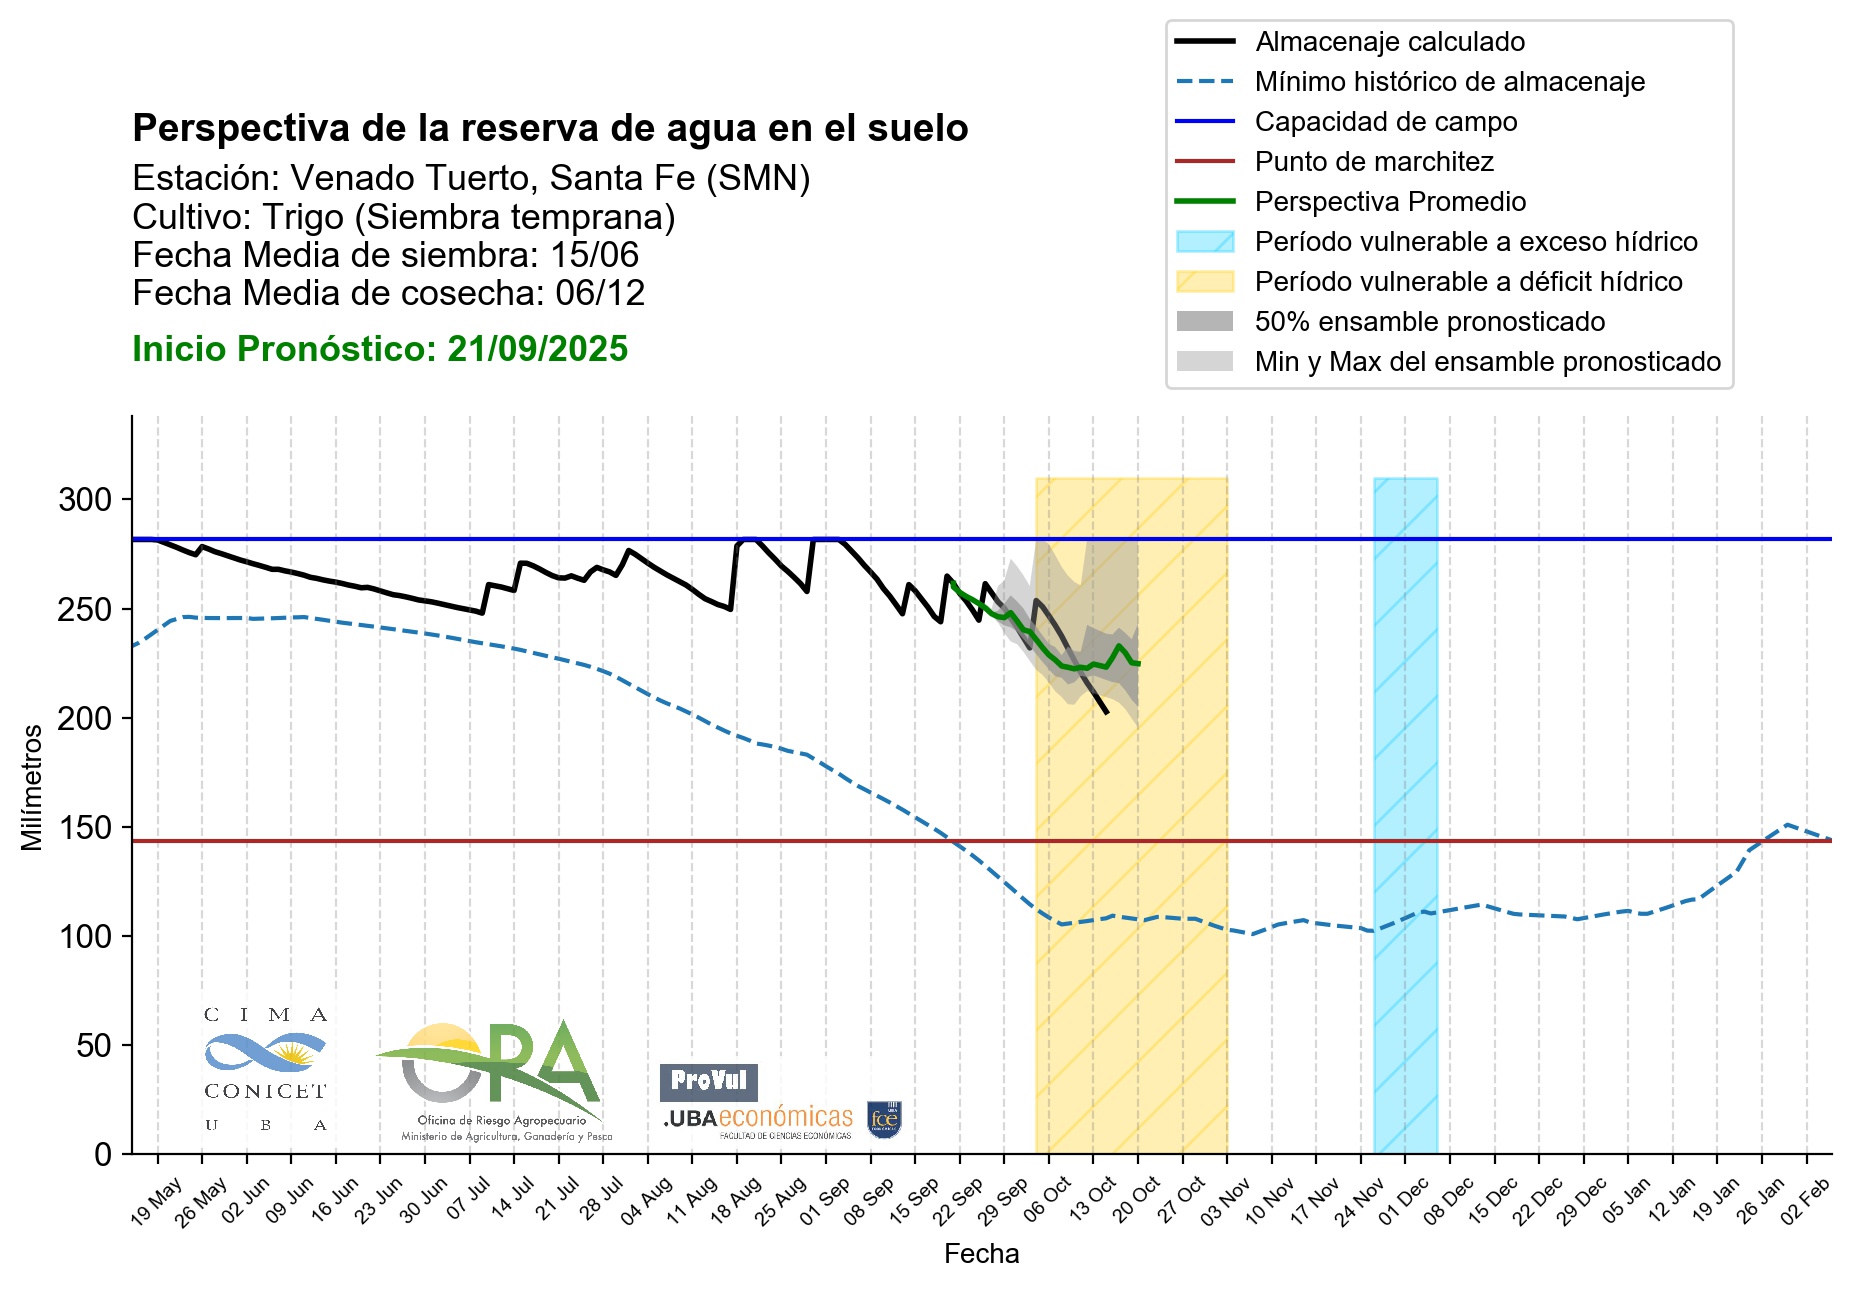 Almacenaje calculado
Mínimo histórico de almacenaje
Capacidad de campo
Punto de marchitez
Perspectiva Promedio
Período vulnerable a exceso hídrico
Período vulnerable a déficit hídrico
50% ensamble pronosticado
Min y Max del ensamble pronosticado
Perspectiva de la reserva de agua en el suelo
Estación: Venado Tuerto, Santa Fe (SMN)
Cultivo: Trigo (Siembra temprana)
Fecha Media de siembra: 15/06
Fecha Media de cosecha: 06/12
Inicio Pronóstico: 21/09/2025
Milímetros
300
250
200
150
100
50
0
C I M A
CONICET
U B A
ORA
Oficina de Riesgo Agropecuario
Ministerio de Agricultura, Ganadería y Pesca
ProVul
.UBAeconómicas
FACULTAD DE CIENCIAS ECONÓMICAS
fce
19 May 26 May 02 Jun 09 Jun 16 Jun 23 Jun 30 Jun 07 Jul 14 Jul 21 Jul 28 Jul 04 Aug 11 Aug 18 Aug 25 Aug 01 Sep 08 Sep 15 Sep 22 Sep 29 Sep 06 Oct 13 Oct 20 Oct 27 Oct 03 Nov 10 Nov 17 Nov 24 Nov 01 Dec 08 Dec 15 Dec 22 Dec 29 Dec 05 Jan 12 Jan 19 Jan 26 Jan 02 Feb
Fecha